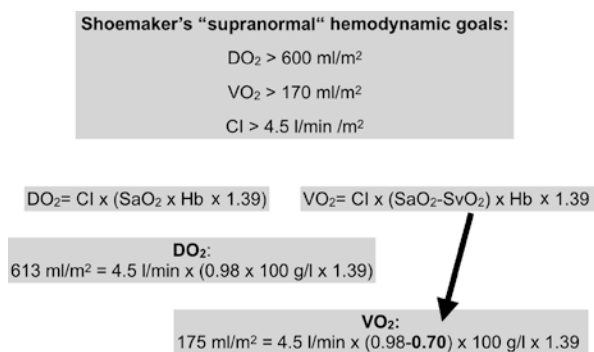 Shoemaker's “supranormal“ hemodynamic goals:
DO₂ > 600 ml/m²
VO₂ > 170 ml/m²
CI > 4.5 l/min /m²
DO₂= CI x (SaO₂ x Hb x 1.39)
VO₂= CI x (SaO₂-SvO₂) x Hb x 1.39
DO₂:
613 ml/m² = 4.5 l/min x (0.98 x 100 g/l x 1.39)
VO₂:
175 ml/m² = 4.5 l/min x (0.98-0.70) x 100 g/l x 1.39